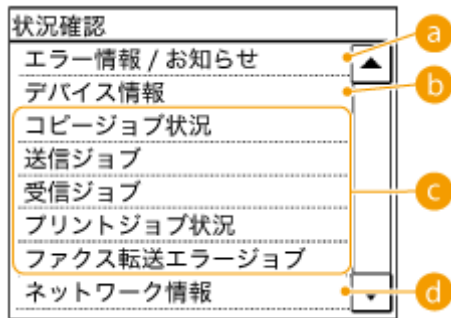 状況確認
エラー情報 / お知らせ
a
デバイス情報
b
コピージョブ状況
送信ジョブ
受信ジョブ
c
プリントジョブ状況
ファクス転送エラージョブ
ネットワーク情報
d